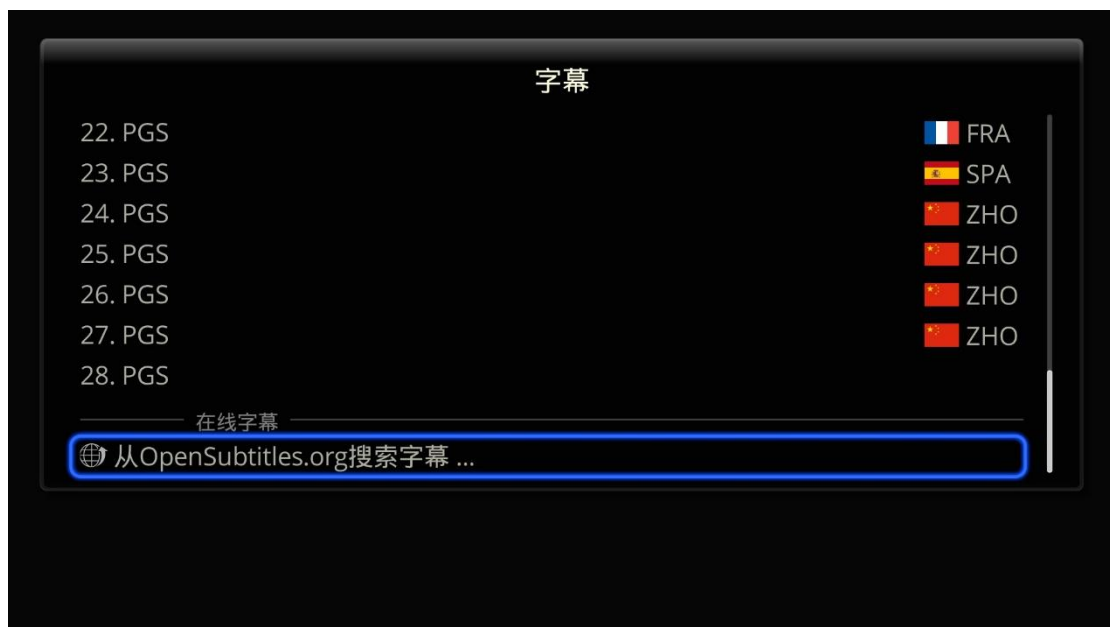 字幕
22. PGS FRA
23. PGS SPA
24. PGS ZHO
25. PGS ZHO
26. PGS ZHO
27. PGS ZHO
28. PGS
在线字幕
从OpenSubtitles.org搜索字幕 ...